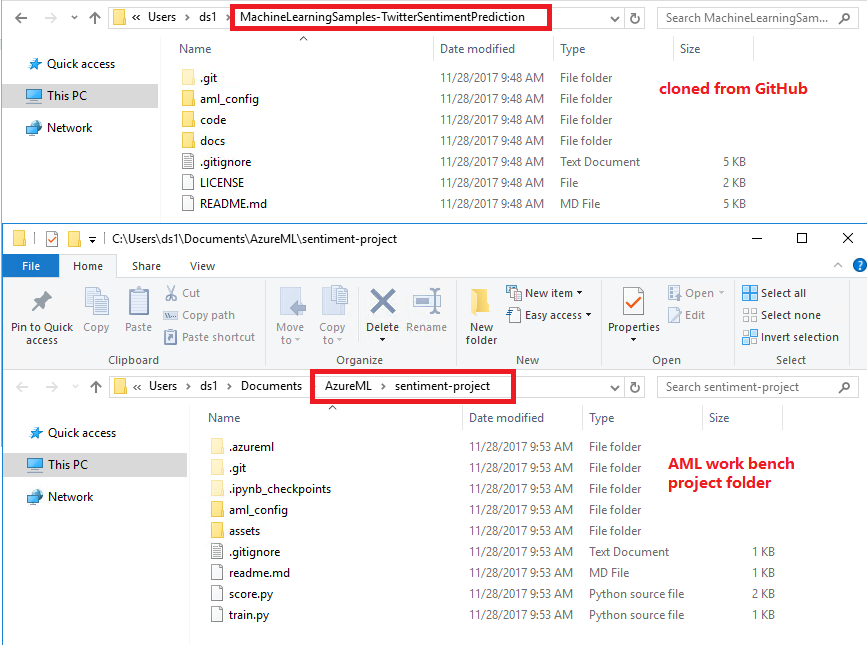 « Users › ds1 › MachineLearningSamples-TwitterSentimentPrediction Search MachineLearningSam...
Name Date modified Type Size
Quick access
This PC
Network
.git 11/28/2017 9:48 AM File folder
aml_config 11/28/2017 9:48 AM File folder
code 11/28/2017 9:48 AM File folder
docs 11/28/2017 9:48 AM File folder
.gitignore 11/28/2017 9:48 AM Text Document 5 KB
LICENSE 11/28/2017 9:48 AM File 2 KB
README.md 11/28/2017 9:48 AM MD File 5 KB
cloned from GitHub
C:\Users\ds1\Documents\AzureML\sentiment-project
File Home Share View
Pin to Quick access
Copy
Paste
Cut
Copy path
Paste shortcut
Clipboard
Move to
Copy to
Delete
Rename
Organize
New folder
New item
Easy access
New
Properties
Open
Edit
Open
Select all
Select none
Invert selection
Select
« Users › ds1 › Documents AzureML › sentiment-project Search sentiment-project
Name Date modified Type Size
Quick access
This PC
Network
.azureml 11/28/2017 9:53 AM File folder
.git 11/28/2017 9:53 AM File folder
.ipynb_checkpoints 11/28/2017 9:53 AM File folder
aml_config 11/28/2017 9:53 AM File folder
assets 11/28/2017 9:53 AM File folder
.gitignore 11/28/2017 9:53 AM Text Document 1 KB
readme.md 11/28/2017 9:53 AM MD File 1 KB
score.py 11/28/2017 9:53 AM Python source file 2 KB
train.py 11/28/2017 9:53 AM Python source file 1 KB
AML work bench
project folder